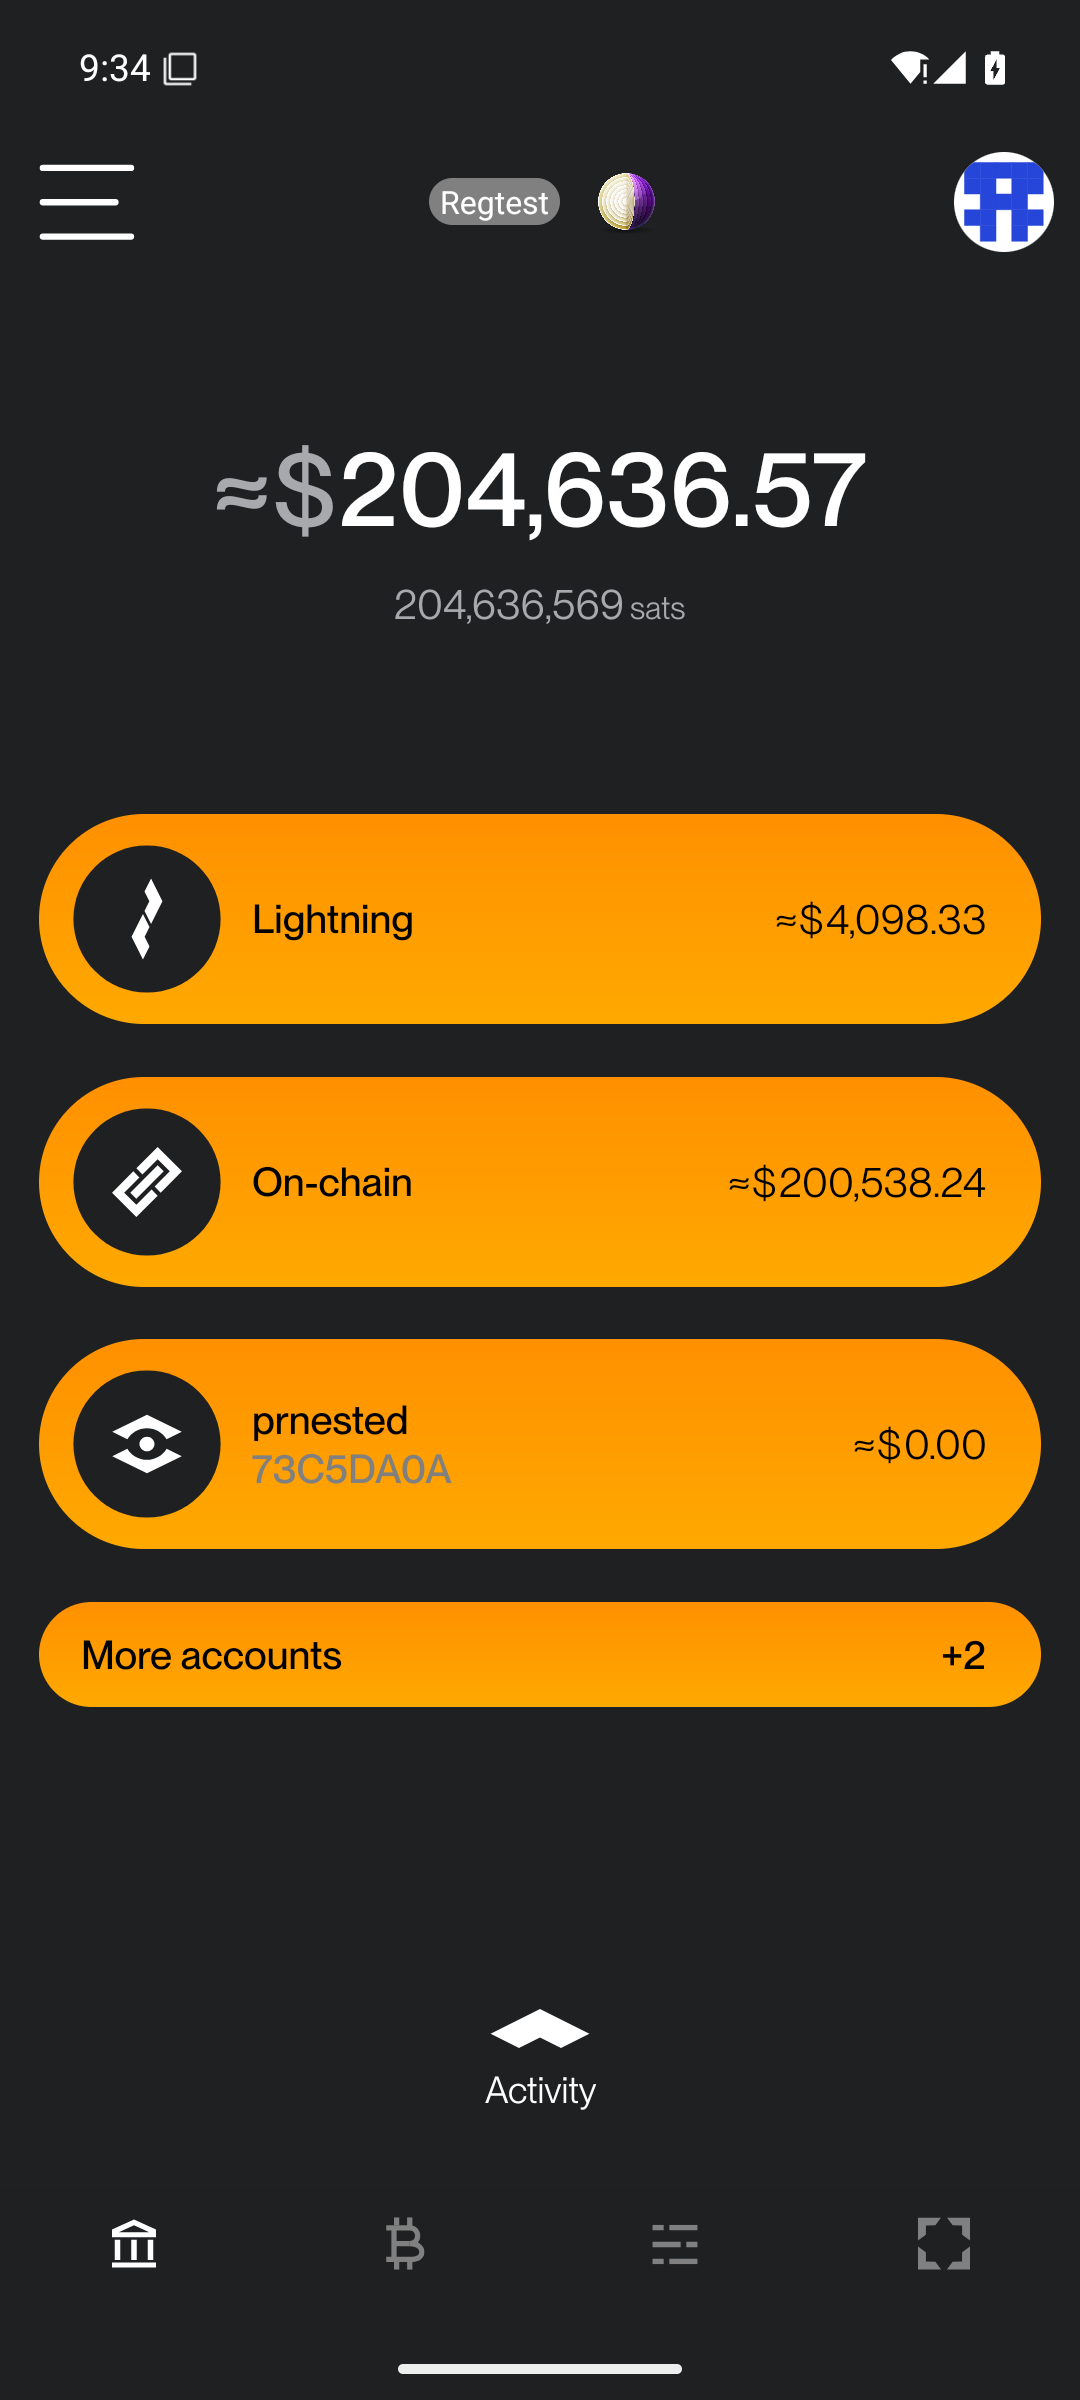 9:34
Regtest
≈$204,636.57
204,636,569 sats
Lightning ≈$4,098.33
On-chain ≈$200,538.24
prnested
73C5DA0A
≈$0.00
More accounts +2
Activity